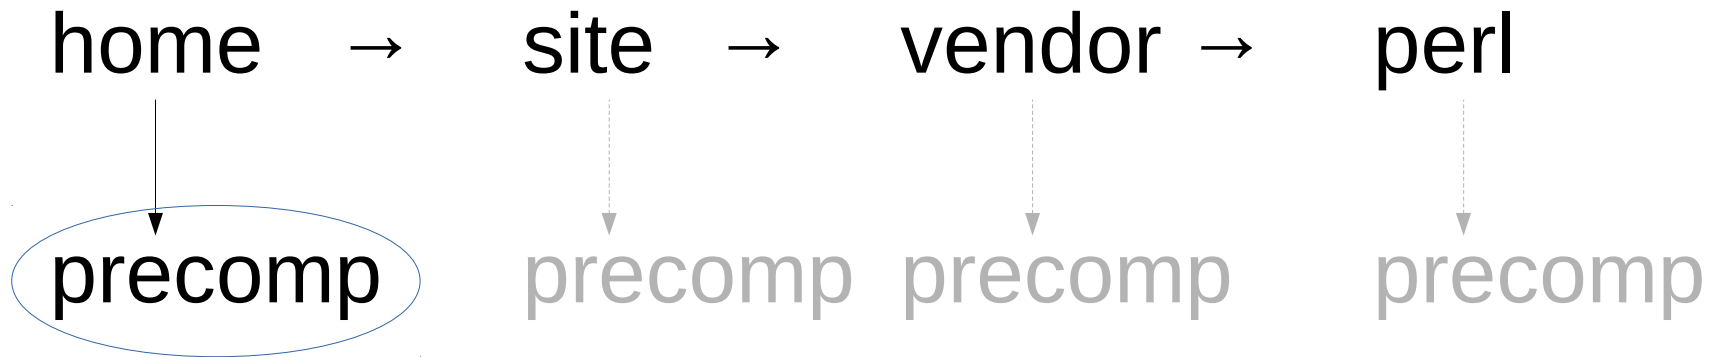 home → site → vendor → perl
precomp precomp precomp precomp